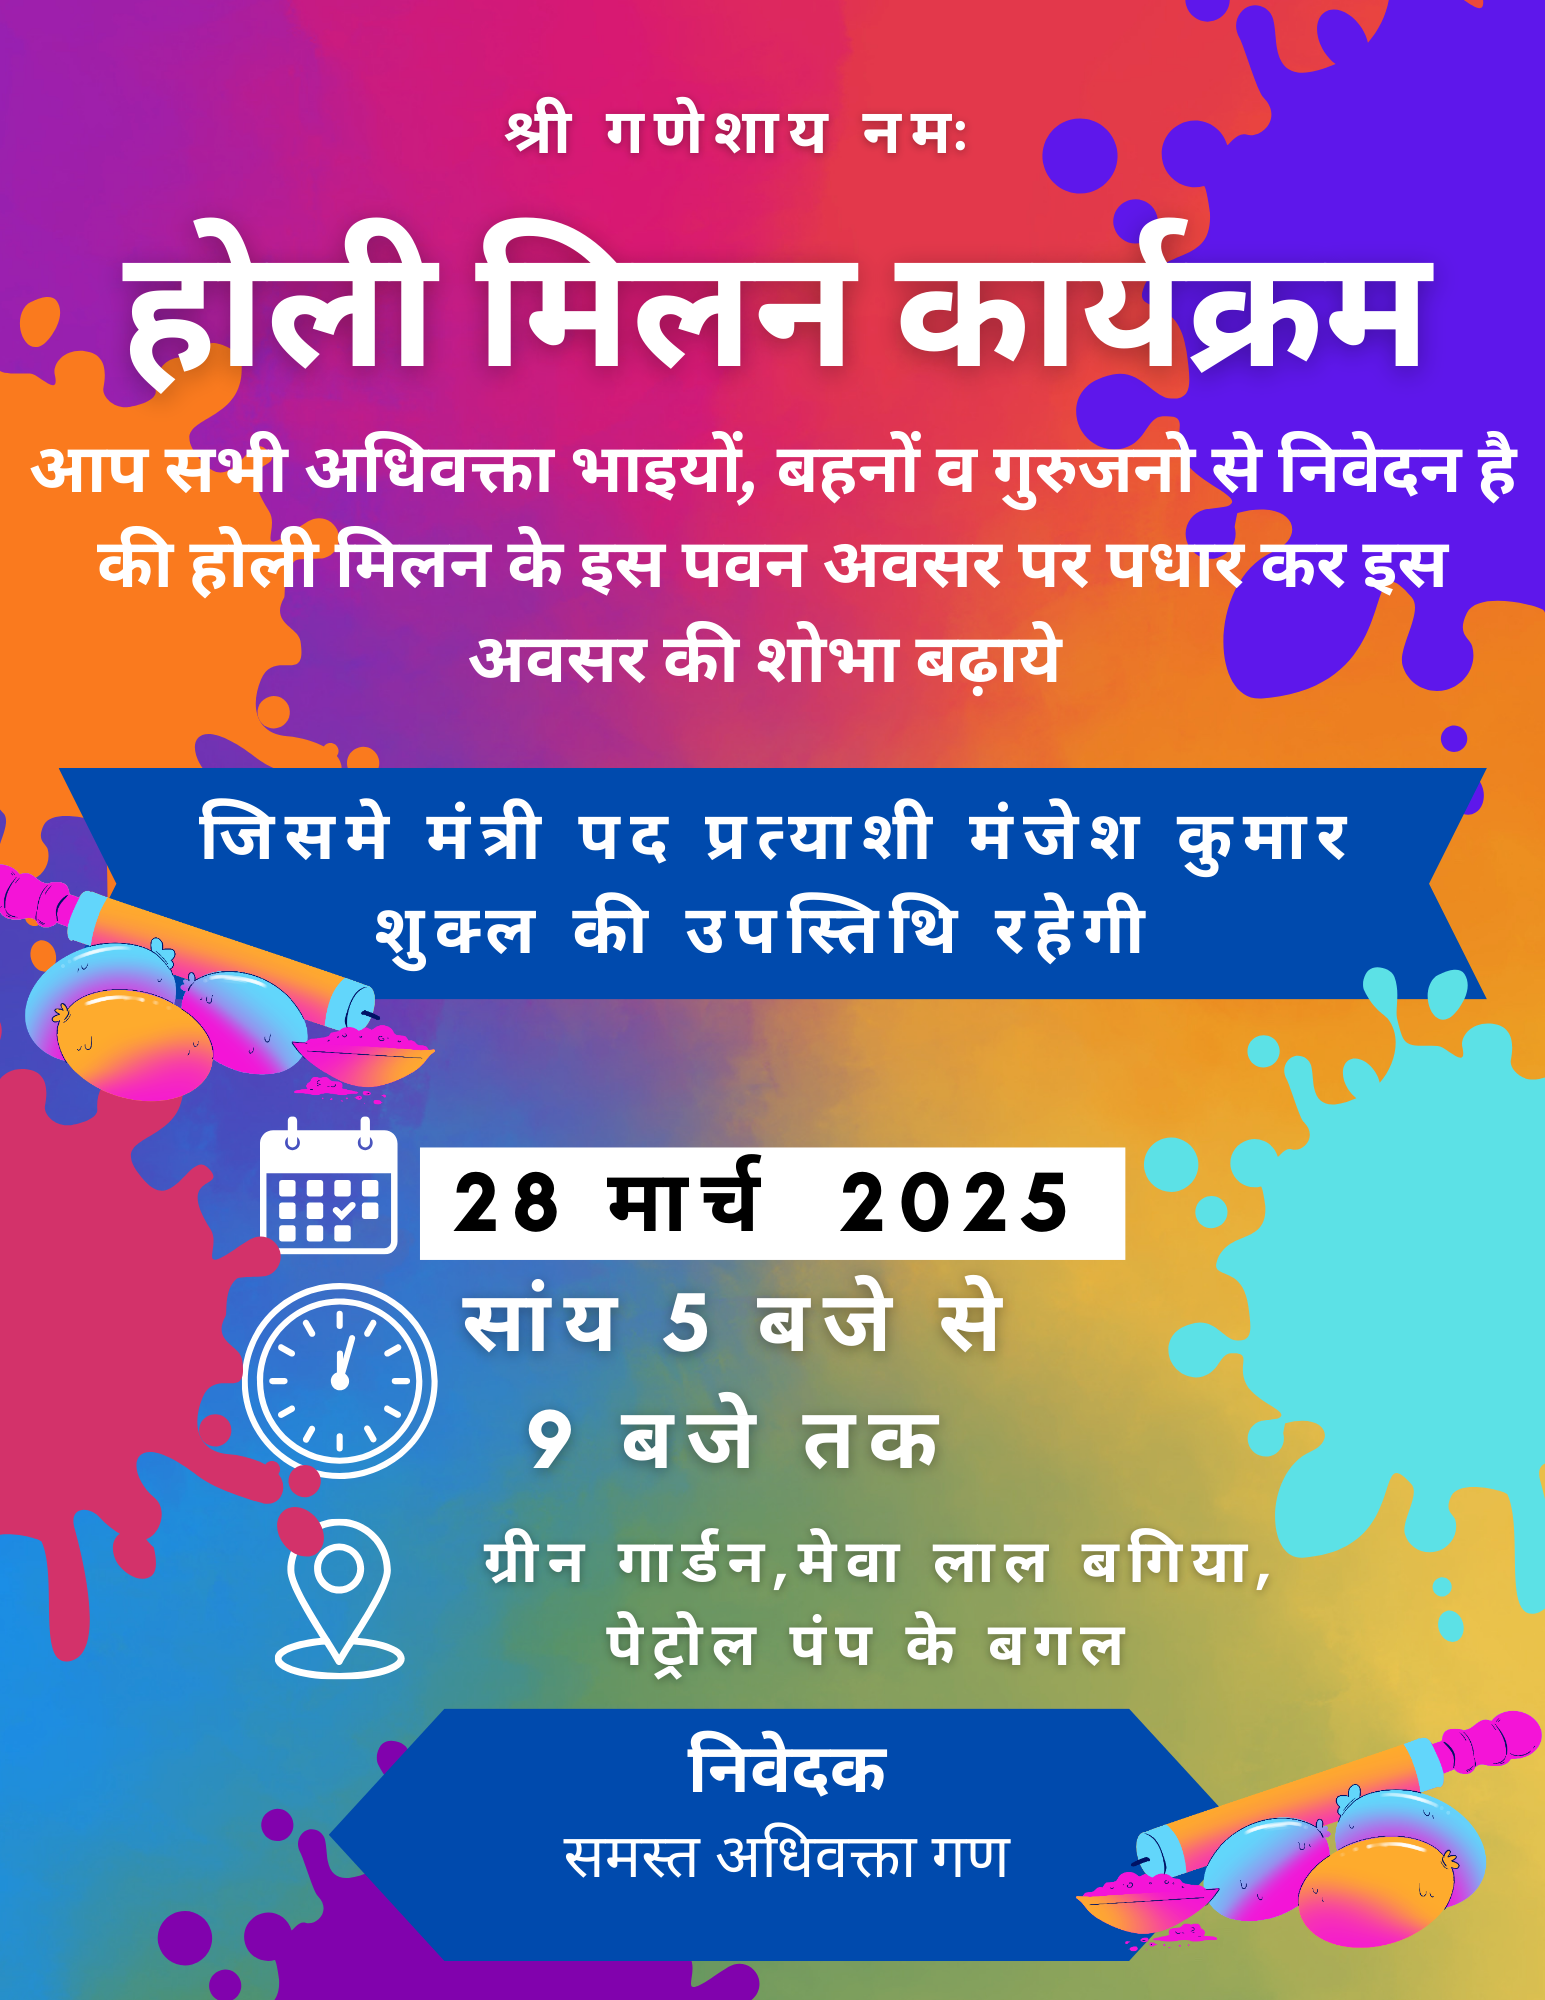 श्री गणेशाय नमः
होली मिलन कार्यक्रम
आप सभी अधिवक्ता भाइयों, बहनों व गुरुजनो से निवेदन है
की होली मिलन के इस पवन अवसर पर पधार कर इस
अवसर की शोभा बढ़ाये
जिसमे मंत्री पद प्रत्याशी मंजेश कुमार
शुक्ल की उपस्तिथि रहेगी
28 मार्च 2025
सांय 5 बजे से
9 बजे तक
ग्रीन गार्डन,मेवा लाल बगिया,
पेट्रोल पंप के बगल
निवेदक
समस्त अधिवक्ता गण